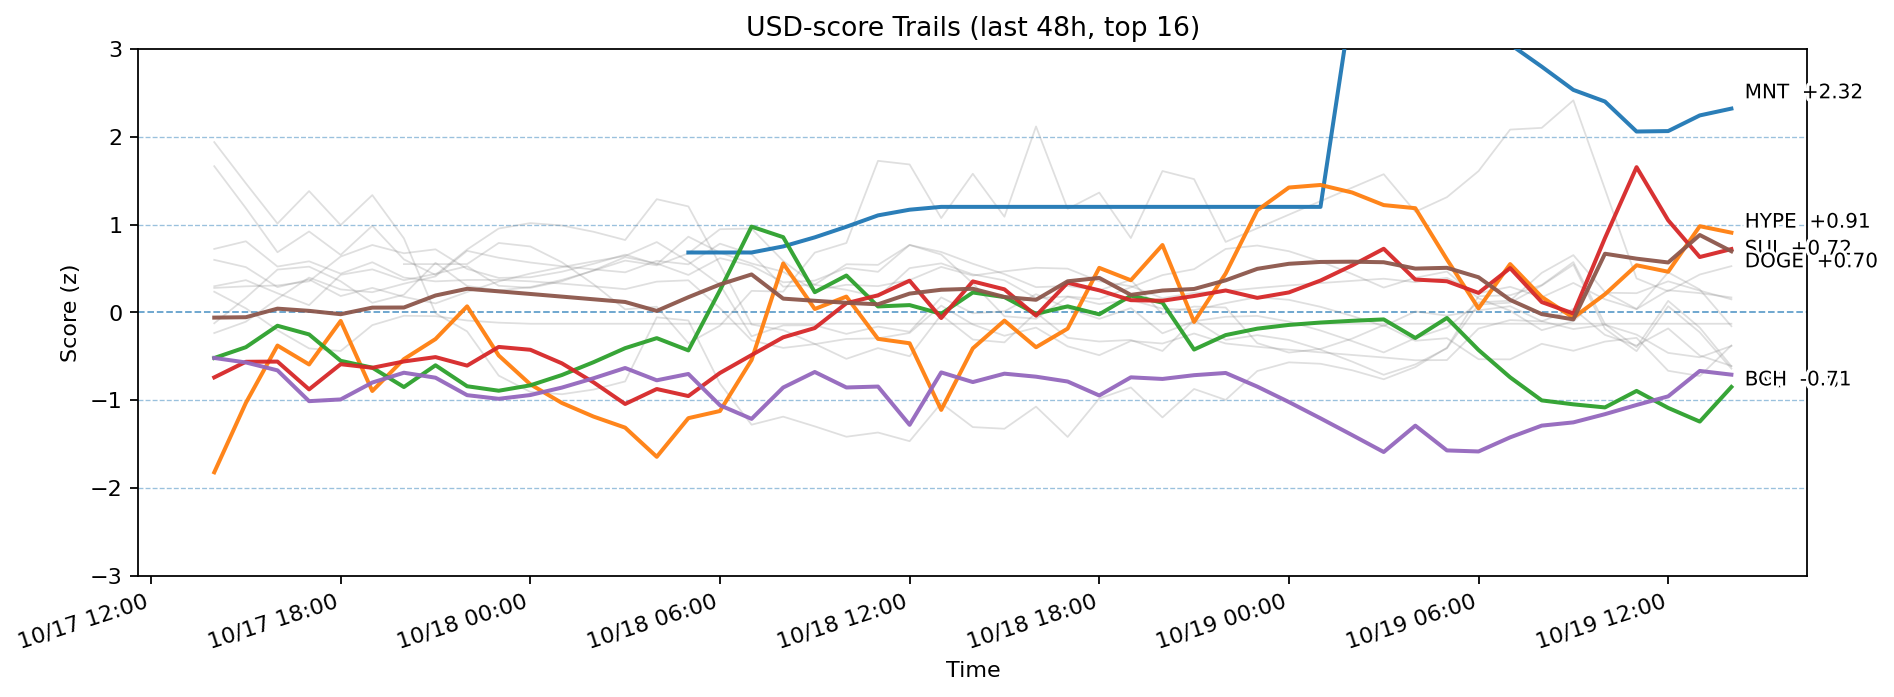 USD-score Trails (last 48h, top 16)
Score (z)
3
2
1
0
−1
−2
−3
MNT +2.32
HYPE +0.91
SUI +0.72
DOGE +0.70
BCH -0.71
10/17 12:00
10/17 18:00
10/18 00:00
10/18 06:00
10/18 12:00
10/18 18:00
10/19 00:00
10/19 06:00
10/19 12:00
Time